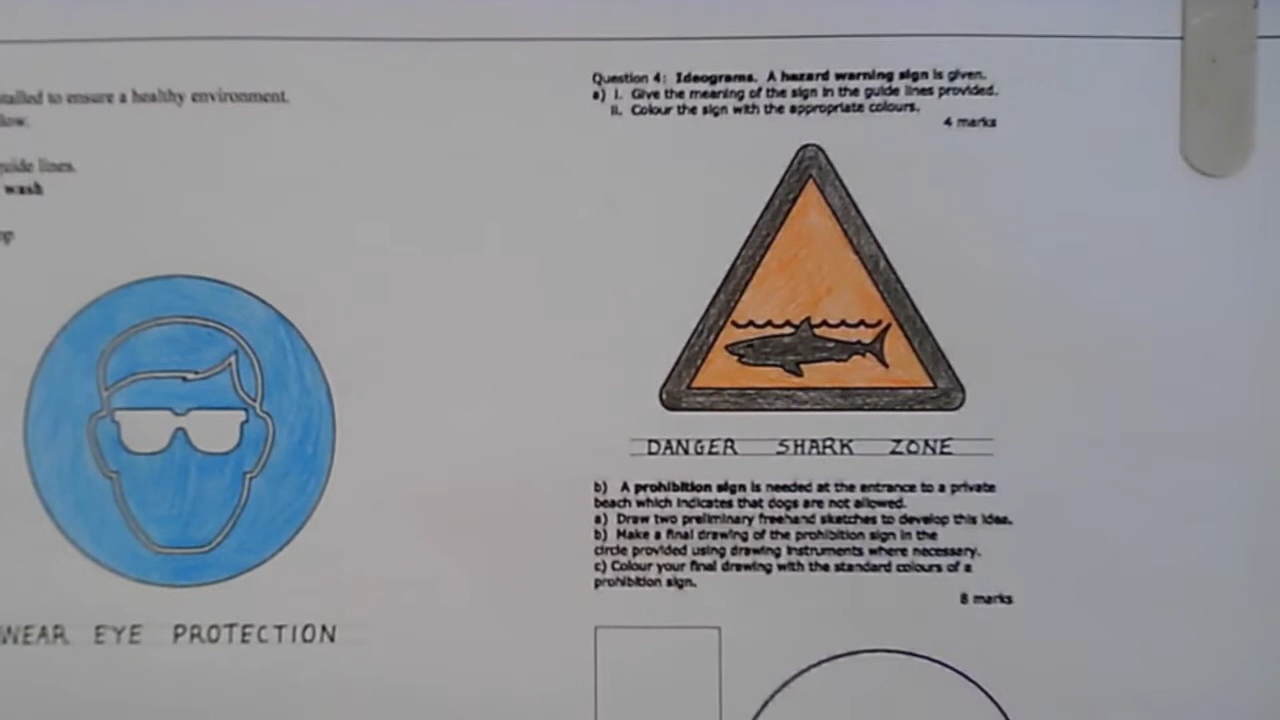 talled to ensure a healthy environment.
low.
guide lines.
wash
op
WEAR EYE PROTECTION
Question 4: Ideograms. A hazard warning sign is given.
a) i. Give the meaning of the sign in the guide lines provided.
ii. Colour the sign with the appropriate colours.
4 marks
DANGER SHARK ZONE
b) A prohibition sign is needed at the entrance to a private
beach which indicates that dogs are not allowed.
a) Draw two preliminary freehand sketches to develop this idea.
b) Make a final drawing of the prohibition sign in the
circle provided using drawing instruments where necessary.
c) Colour your final drawing with the standard colours of a
prohibition sign.
8 marks